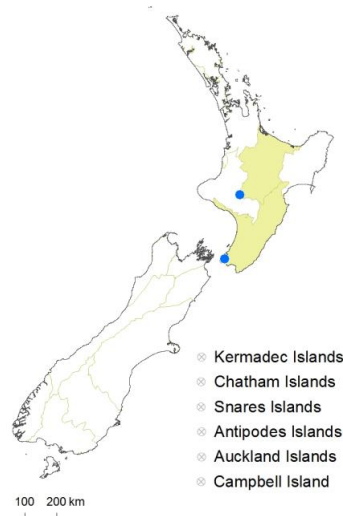 Kermadec Islands
Chatham Islands
Snares Islands
Antipodes Islands
Auckland Islands
Campbell Island
100 200 km